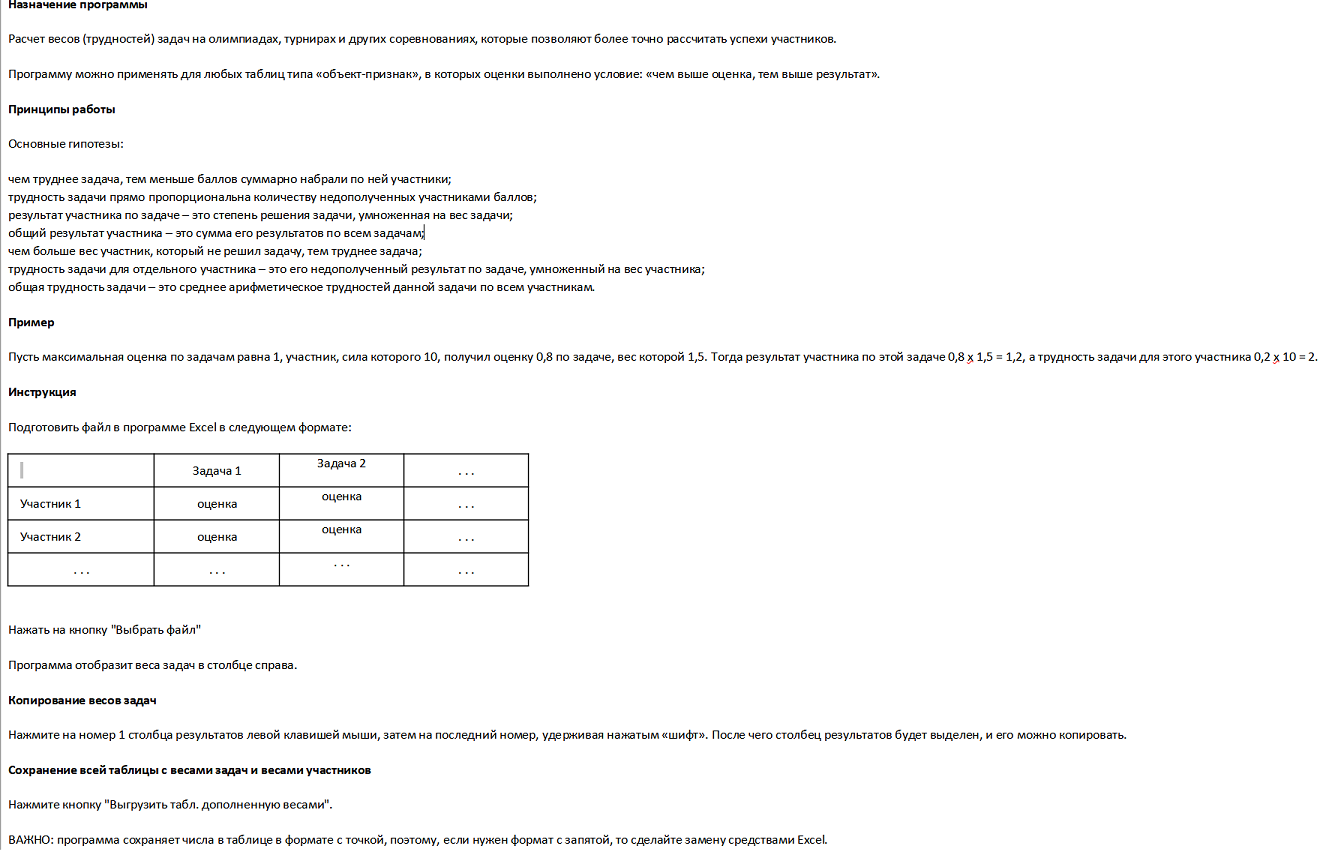 Назначение программы
Расчет весов (трудностей) задач на олимпиадах, турнирах и других соревнованиях, которые позволяют более точно рассчитать успехи участников.
Программу можно применять для любых таблиц типа «объект-признак», в которых оценки выполнено условие: «чем выше оценка, тем выше результат».
Принципы работы
Основные гипотезы:
чем труднее задача, тем меньше баллов суммарно набрали по ней участники;
трудность задачи прямо пропорциональна количеству недополученных участниками баллов;
результат участника по задаче – это степень решения задачи, умноженная на вес задачи;
общий результат участника – это сумма его результатов по всем задачам;
чем больше вес участник, который не решил задачу, тем труднее задача;
трудность задачи для отдельного участника – это его недополученный результат по задаче, умноженный на вес участника;
общая трудность задачи – это среднее арифметическое трудностей данной задачи по всем участникам.
Пример
Пусть максимальная оценка по задачам равна 1, участник, сила которого 10, получил оценку 0,8 по задаче, вес которой 1,5. Тогда результат участника по этой задаче 0,8 х 1,5 = 1,2, а трудность задачи для этого участника 0,2 х 10 = 2.
Инструкция
Подготовить файл в программе Excel в следующем формате:
Задача 1 Задача 2 . . .
Участник 1 оценка оценка . . .
Участник 2 оценка оценка . . .
. . . . . . . . . . . .
Нажать на кнопку "Выбрать файл"
Программа отобразит веса задач в столбце справа.
Копирование весов задач
Нажмите на номер 1 столбца результатов левой клавишей мыши, затем на последний номер, удерживая нажатым «шифт». После чего столбец результатов будет выделен, и его можно копировать.
Сохранение всей таблицы с весами задач и весами участников
Нажмите кнопку "Выгрузить табл. дополненную весами".
ВАЖНО: программа сохраняет числа в таблице в формате с точкой, поэтому, если нужен формат с запятой, то сделайте замену средствами Excel.